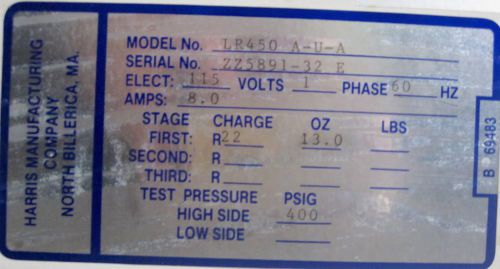 HARRIS MANUFACTURING
COMPANY
NORTH BILLERICA, MA.
MODEL No. LR450 A-U-A
SERIAL No. ZZ5891-32 E
ELECT: 115 VOLTS 1 PHASE 60 HZ
AMPS: 8.0
STAGE CHARGE OZ LBS
FIRST: R22 13.0
SECOND: R
THIRD: R
TEST PRESSURE PSIG
HIGH SIDE 400
LOW SIDE
B 69483